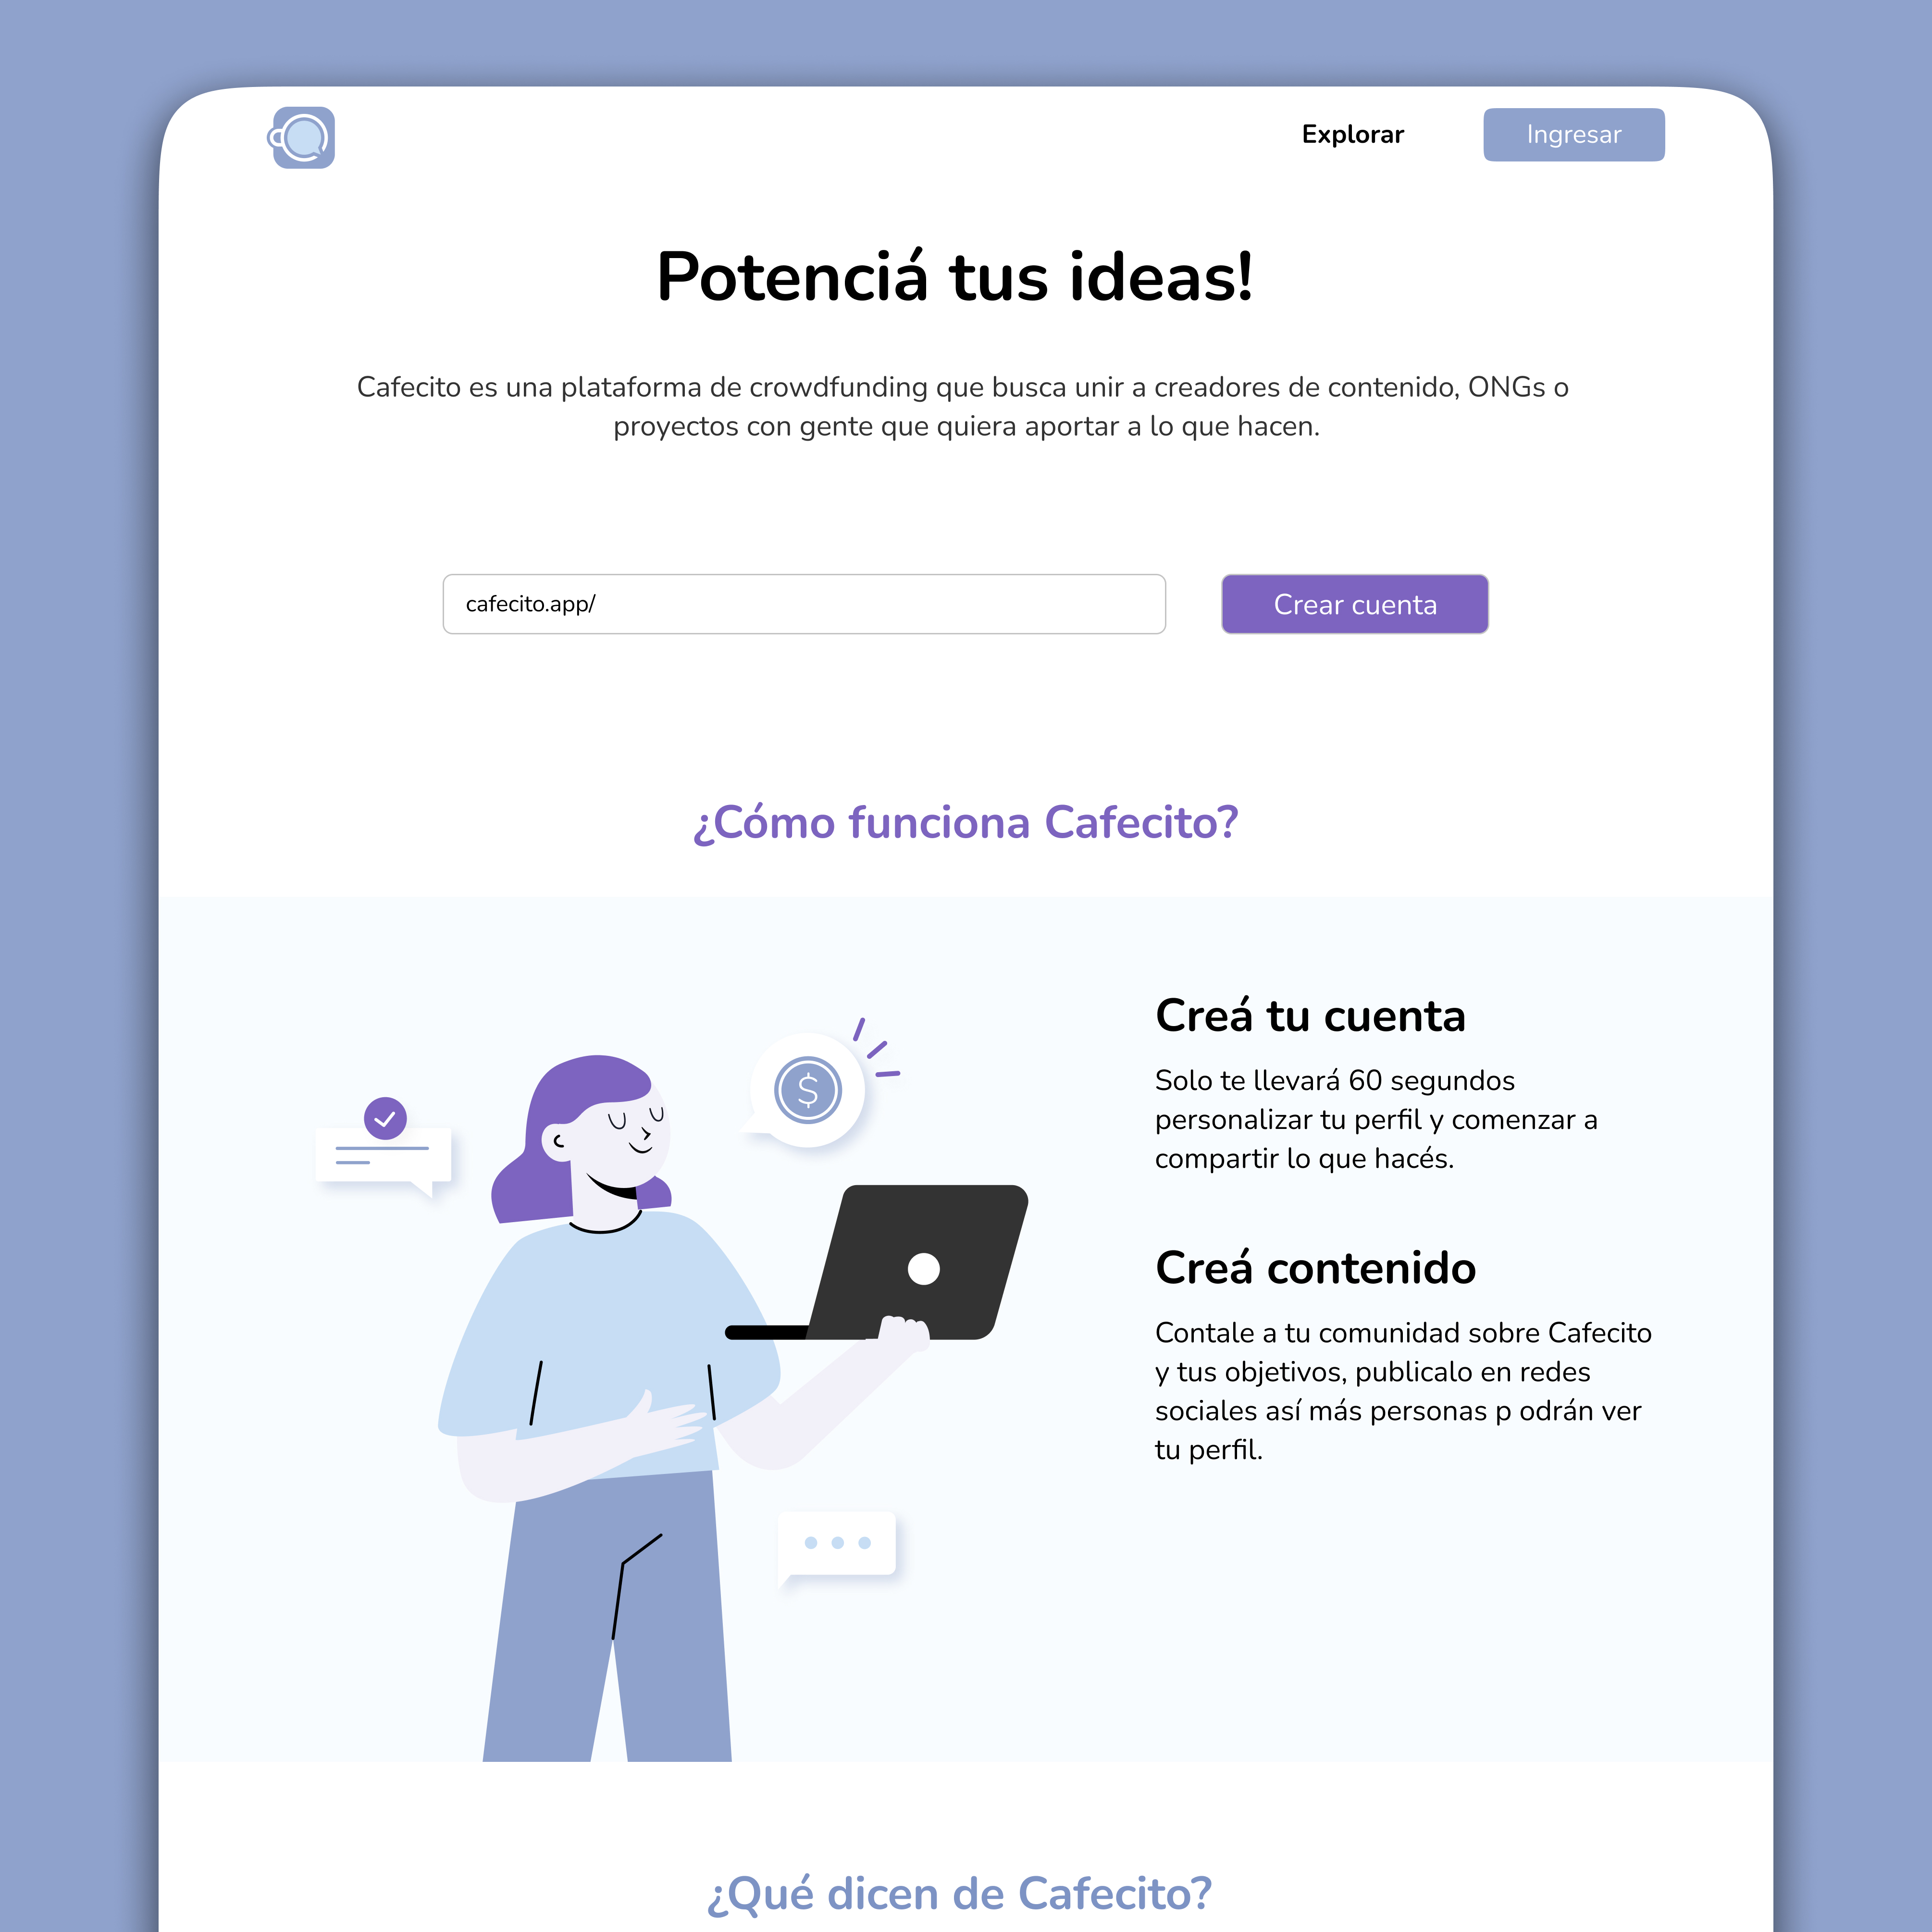 Explorar
Ingresar
Potenciá tus ideas!
Cafecito es una plataforma de crowdfunding que busca unir a creadores de contenido, ONGs o
proyectos con gente que quiera aportar a lo que hacen.
cafecito.app/
Crear cuenta
¿Cómo funciona Cafecito?
$
Creá tu cuenta
Solo te llevará 60 segundos
personalizar tu perfil y comenzar a
compartir lo que hacés.
Creá contenido
Contale a tu comunidad sobre Cafecito
y tus objetivos, publicalo en redes
sociales así más personas p odrán ver
tu perfil.
¿Qué dicen de Cafecito?